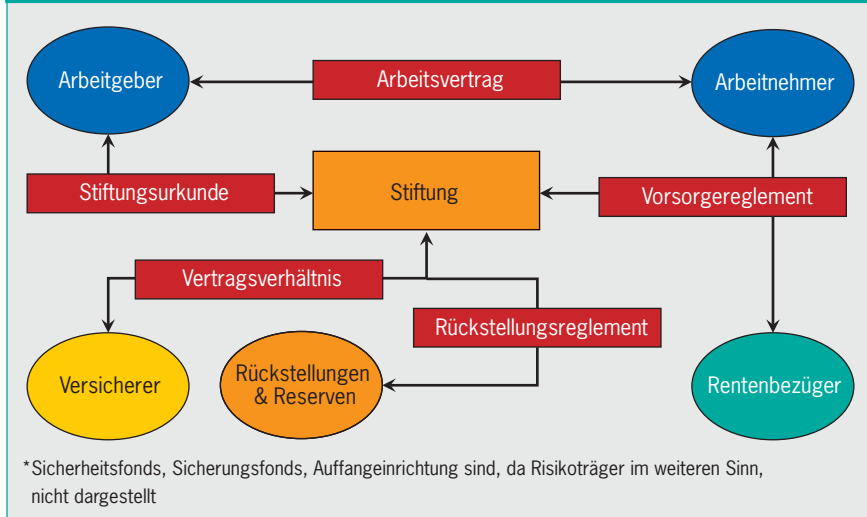 Arbeitgeber
Arbeitsvertrag
Arbeitnehmer
Stiftungsurkunde
Stiftung
Vorsorgereglement
Vertragsverhältnis
Rückstellungsreglement
Versicherer
Rückstellungen
& Reserven
Rentenbezüger
*Sicherheitsfonds, Sicherungsfonds, Auffangeinrichtung sind, da Risikoträger im weiteren Sinn,
nicht dargestellt